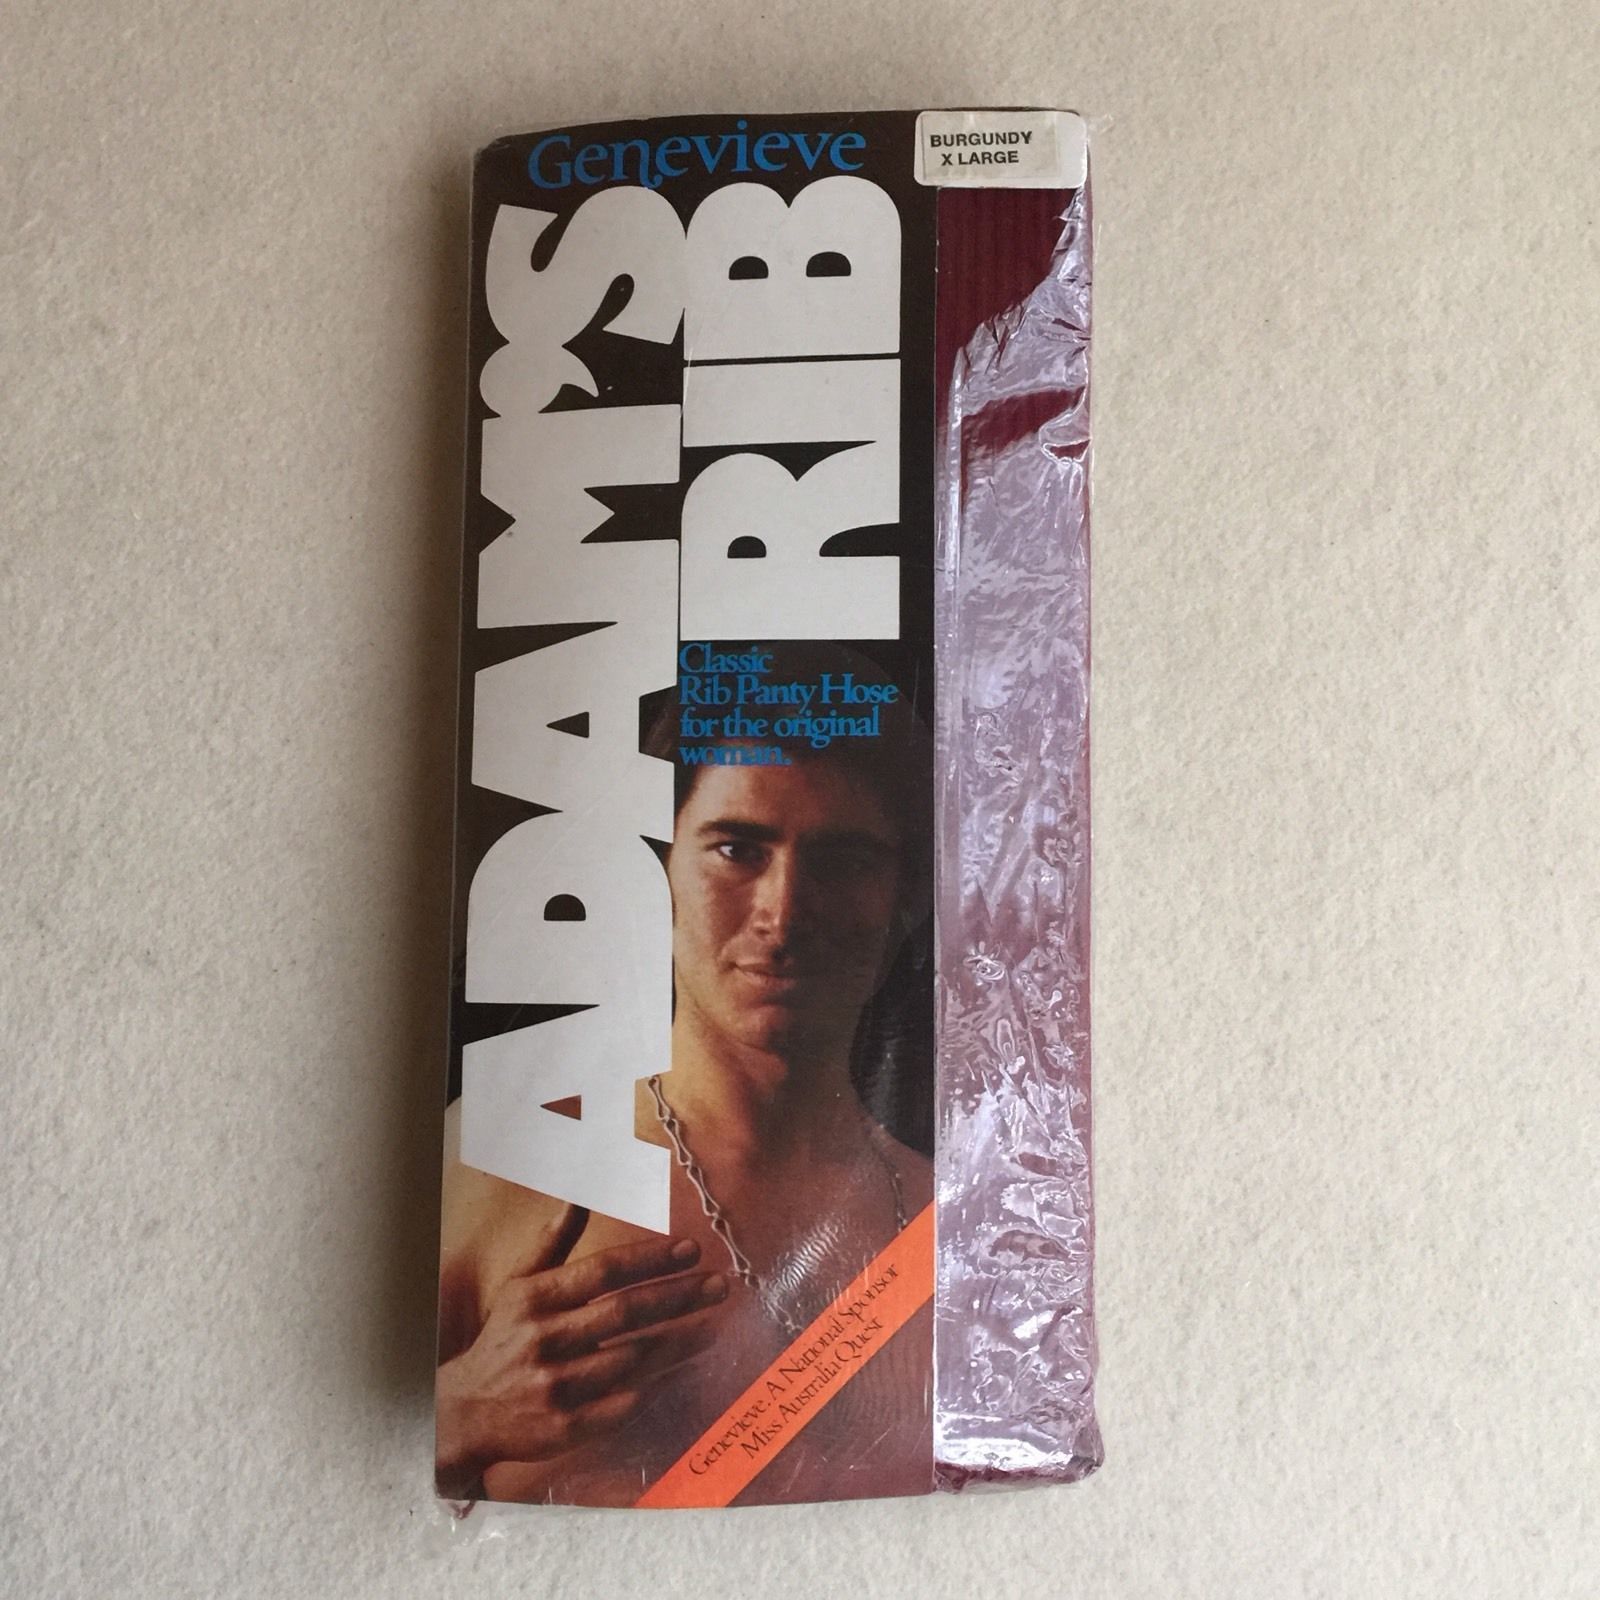 Genevieve
BURGUNDY
X LARGE
ADAM'S
RIB
Classic
Rib Panty Hose
for the original
woman.
Genevieve. A National Sponsor
Miss Australia Quest